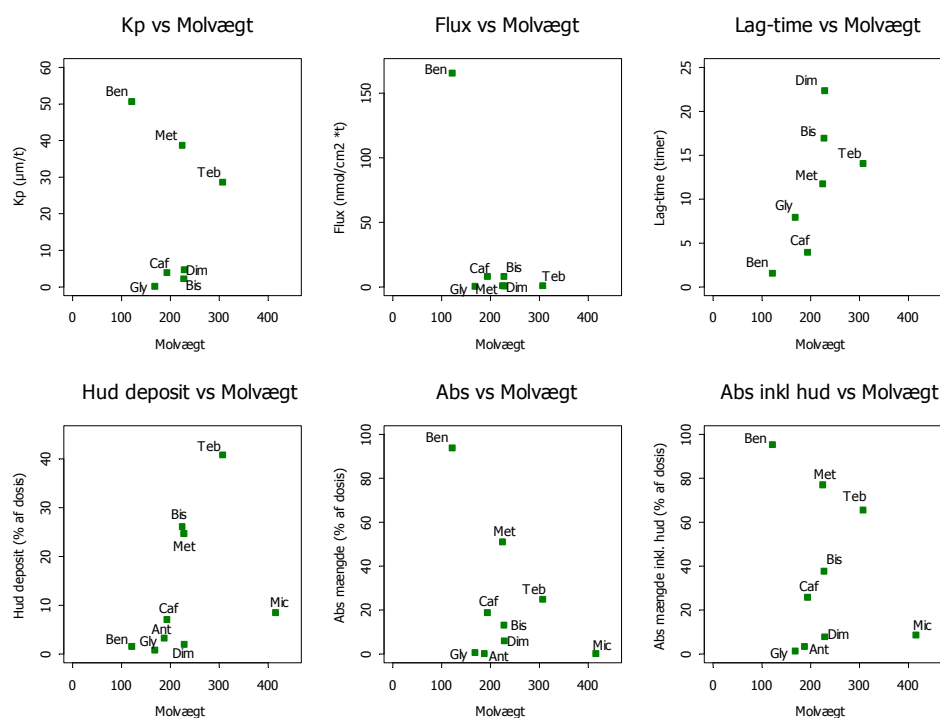 Kp vs Molvægt
Kp (µm/t)
60
50
40
30
20
10
0
Ben
Met
Teb
Caf
Dim
Gly
Bis
0 100 200 300 400
Molvægt
Flux vs Molvægt
Flux (nmol/cm2 *t)
150
50
0
Ben
Caf
Bis
Teb
Gly
Met
Dim
0 100 200 300 400
Molvægt
Lag-time vs Molvægt
Lag-time (timer)
25
20
15
10
5
0
Dim
Bis
Teb
Met
Gly
Caf
Ben
0 100 200 300 400
Molvægt
Hud deposit vs Molvægt
Hud deposit (% af dosis)
40
30
20
10
0
Teb
Bis
Met
Mic
Caf
Ant
Ben
Gly
Dim
0 100 200 300 400
Molvægt
Abs vs Molvægt
Abs mængde (% af dosis)
100
80
60
40
20
0
Ben
Met
Teb
Caf
Bis
Dim
Mic
Gly
Ant
0 100 200 300 400
Molvægt
Abs inkl hud vs Molvægt
Abs mængde inkl. hud (% af dosis)
100
80
60
40
20
0
Ben
Met
Teb
Bis
Caf
Mic
Dim
Ant
Gly
0 100 200 300 400
Molvægt